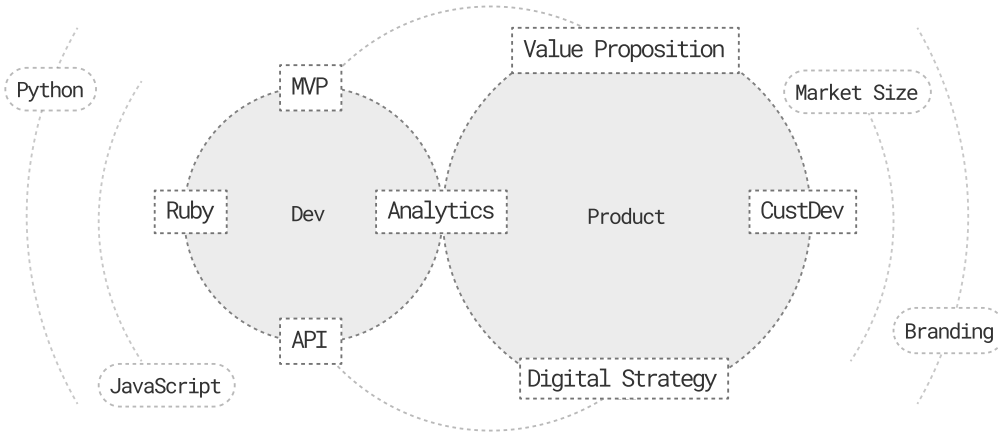 Value Proposition
MVP
Python
Market Size
Ruby
Dev
Analytics
Product
CustDev
API
Branding
JavaScript
Digital Strategy